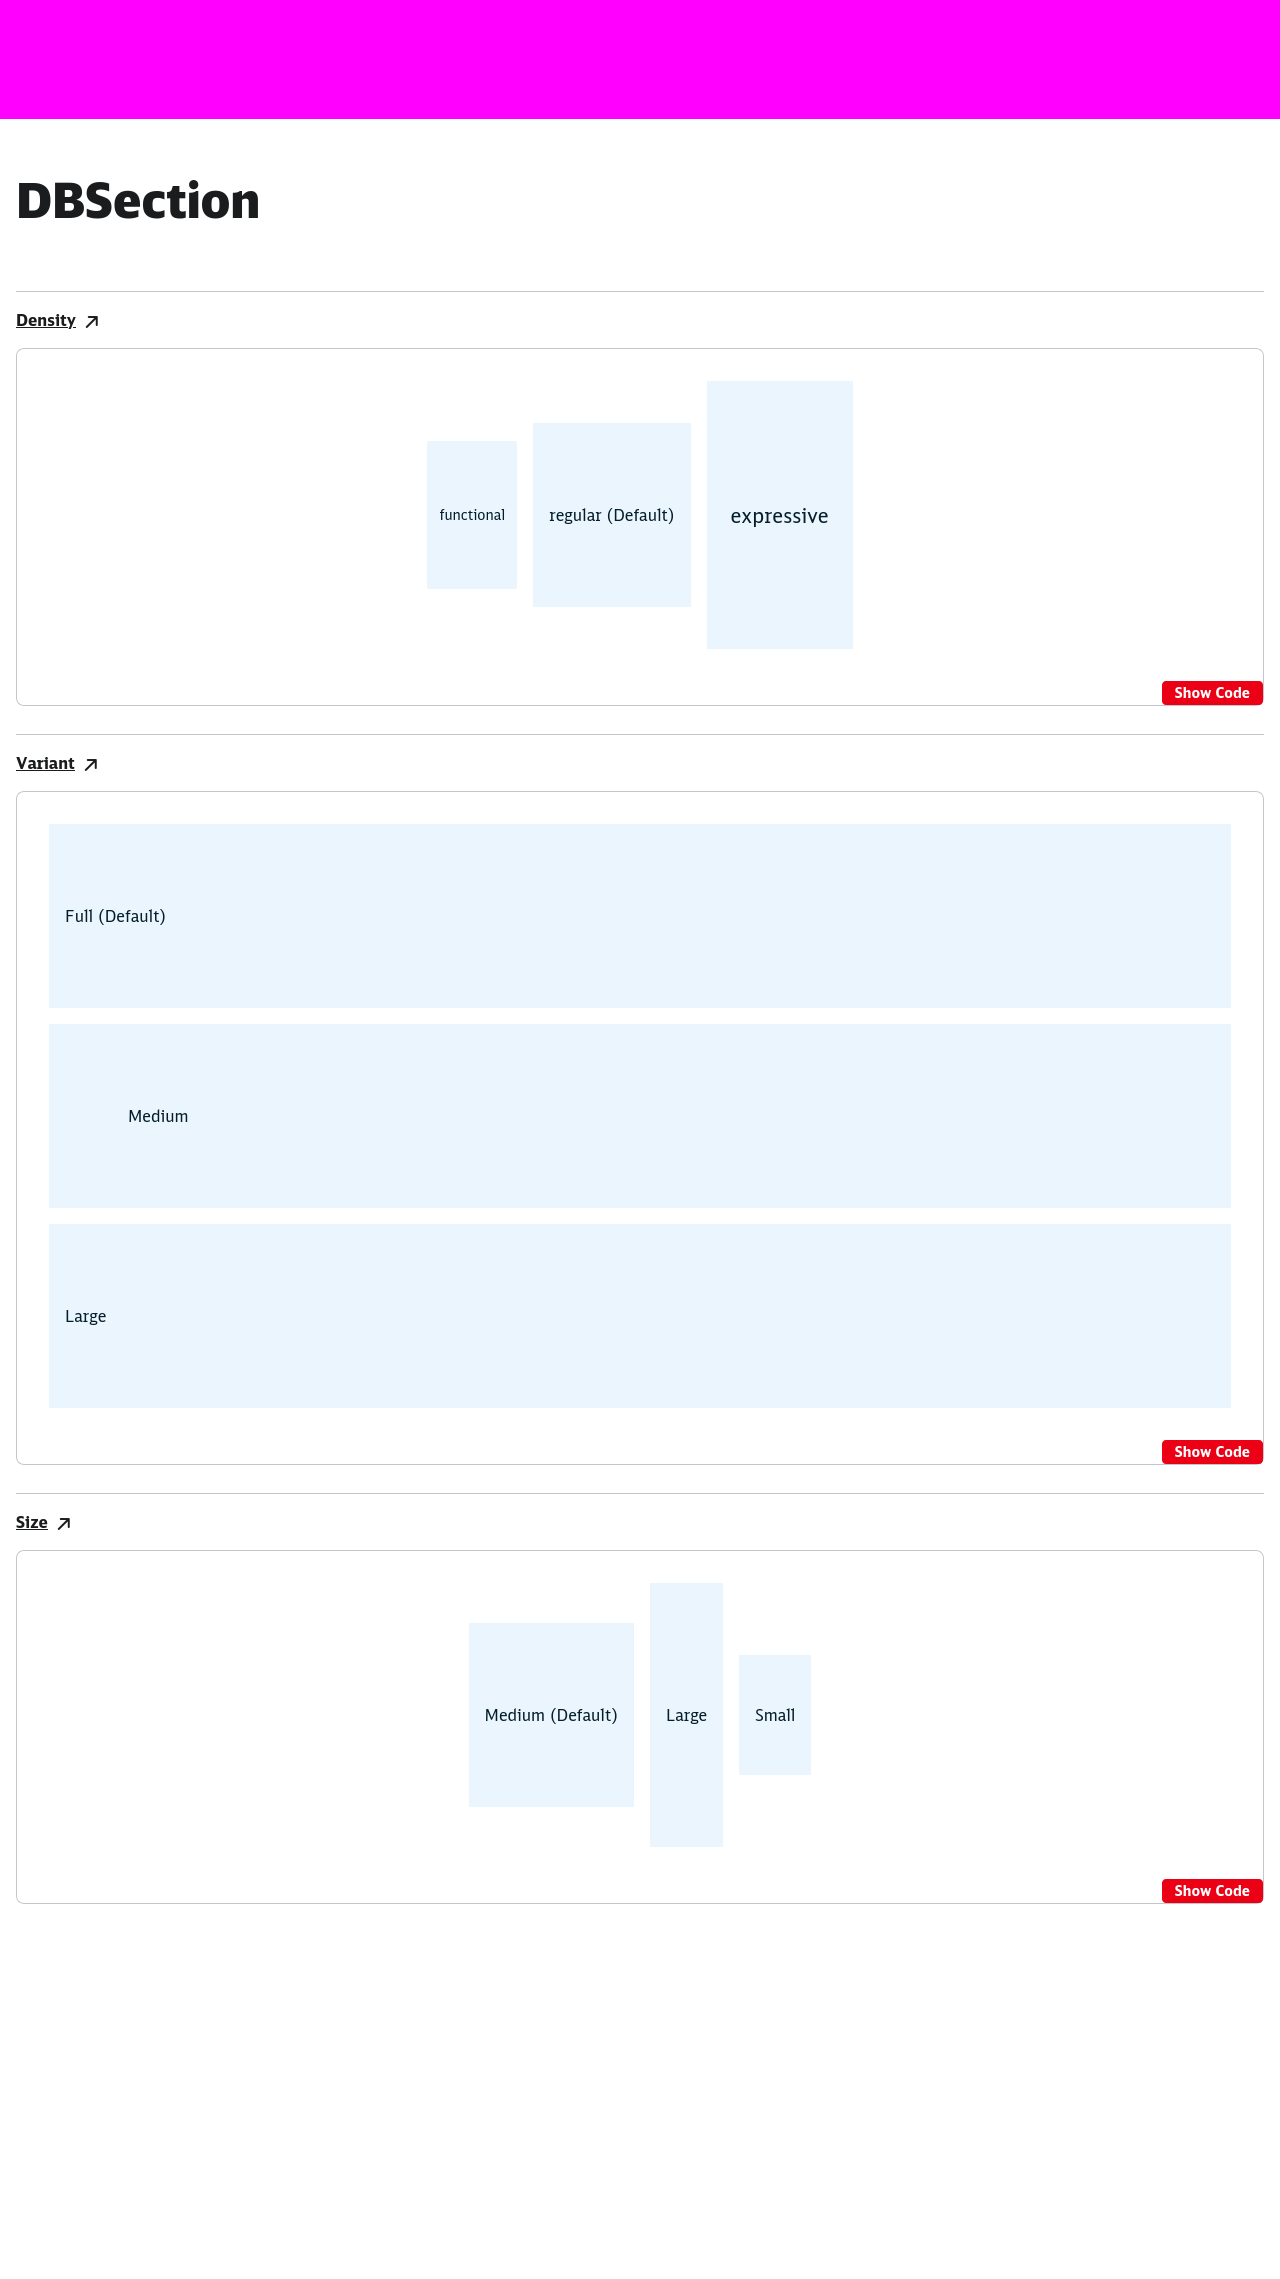 DBSection
Density
functional
regular (Default)
expressive
Show Code
Variant
Full (Default)
Medium
Large
Show Code
Size
Medium (Default)
Large
Small
Show Code